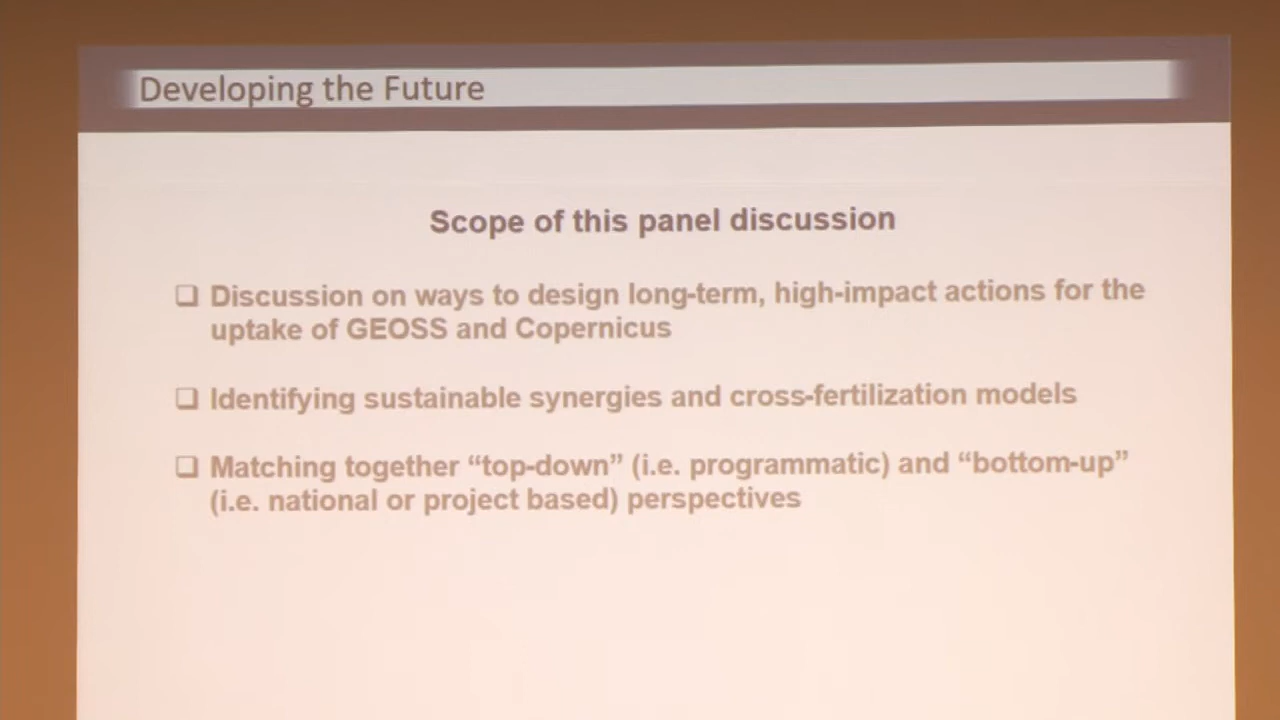 Developing the Future
Scope of this panel discussion
❑ Discussion on ways to design long-term, high-impact actions for the
uptake of GEOSS and Copernicus
❑ Identifying sustainable synergies and cross-fertilization models
❑ Matching together “top-down” (i.e. programmatic) and “bottom-up”
(i.e. national or project based) perspectives